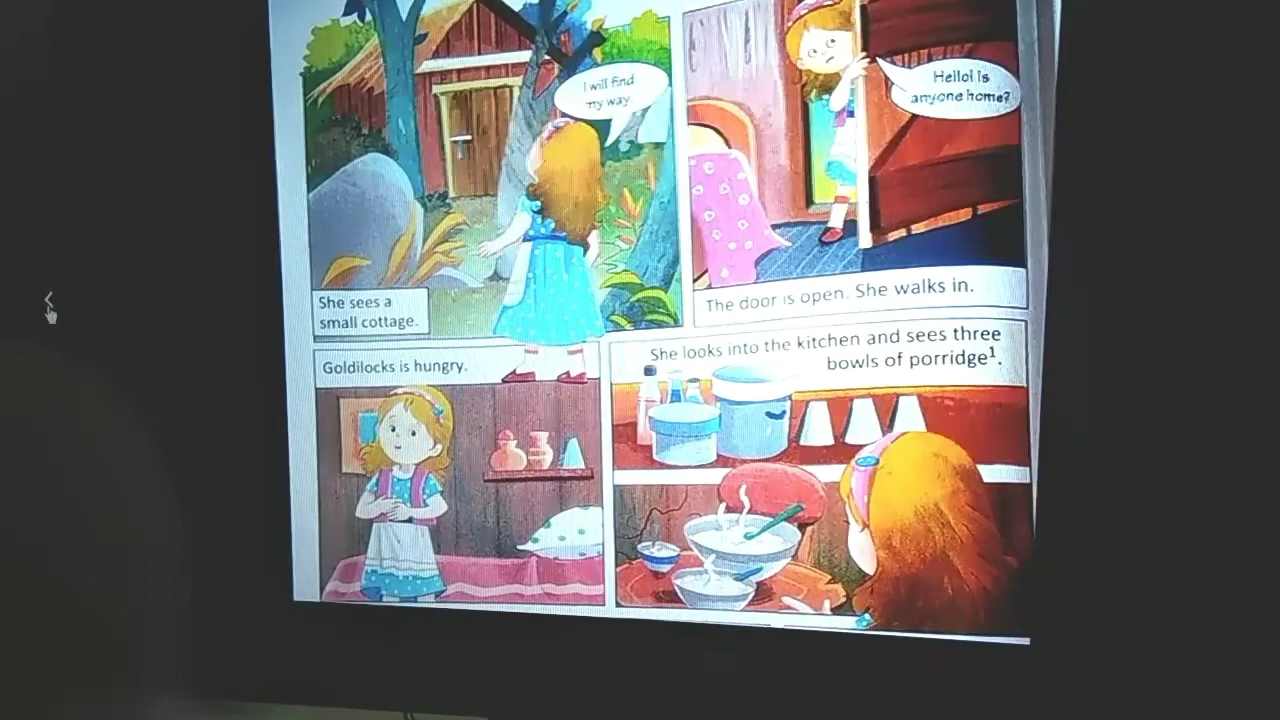 I will find
my way.
She sees a
small cottage.
Hello! Is
anyone home?
The door is open. She walks in.
Goldilocks is hungry.
She looks into the kitchen and sees three
bowls of porridge¹.